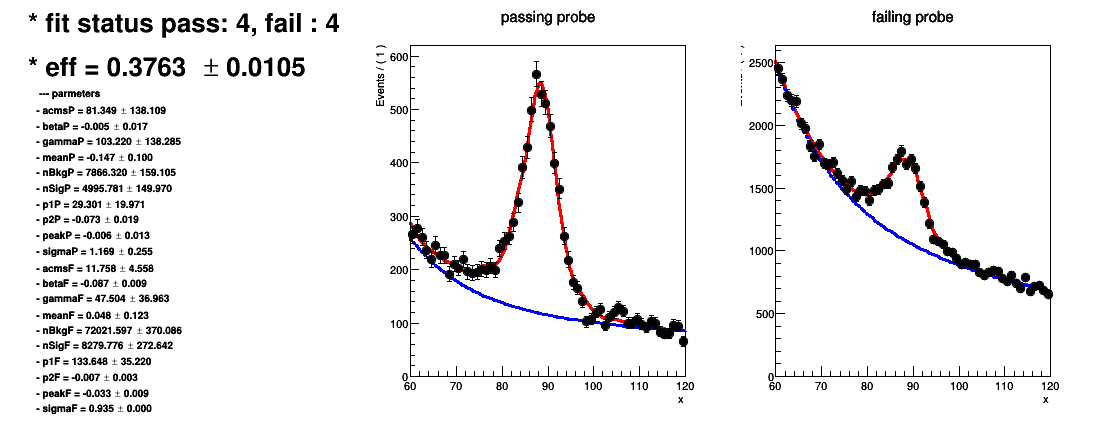 * fit status pass: 4, fail : 4
* eff = 0.3763 ± 0.0105
--- parmeters
- acmsP = 81.349 ± 138.109
- betaP = -0.005 ± 0.017
- gammaP = 103.220 ± 138.285
- meanP = -0.147 ± 0.100
- nBkgP = 7866.320 ± 159.105
- nSigP = 4995.781 ± 149.970
- p1P = 29.301 ± 19.971
- p2P = -0.073 ± 0.019
- peakP = -0.006 ± 0.013
- sigmaP = 1.169 ± 0.255
- acmsF = 11.758 ± 4.558
- betaF = -0.087 ± 0.009
- gammaF = 47.504 ± 36.963
- meanF = 0.048 ± 0.123
- nBkgF = 72021.597 ± 370.086
- nSigF = 8279.776 ± 272.642
- p1F = 133.648 ± 35.220
- p2F = -0.007 ± 0.003
- peakF = -0.033 ± 0.009
- sigmaF = 0.935 ± 0.000
passing probe
Events / ( 1 )
600
500
400
300
200
100
0
60 70 80 90 100 110 120
x
failing probe
2500
2000
1500
1000
500
0
60 70 80 90 100 110 120
x